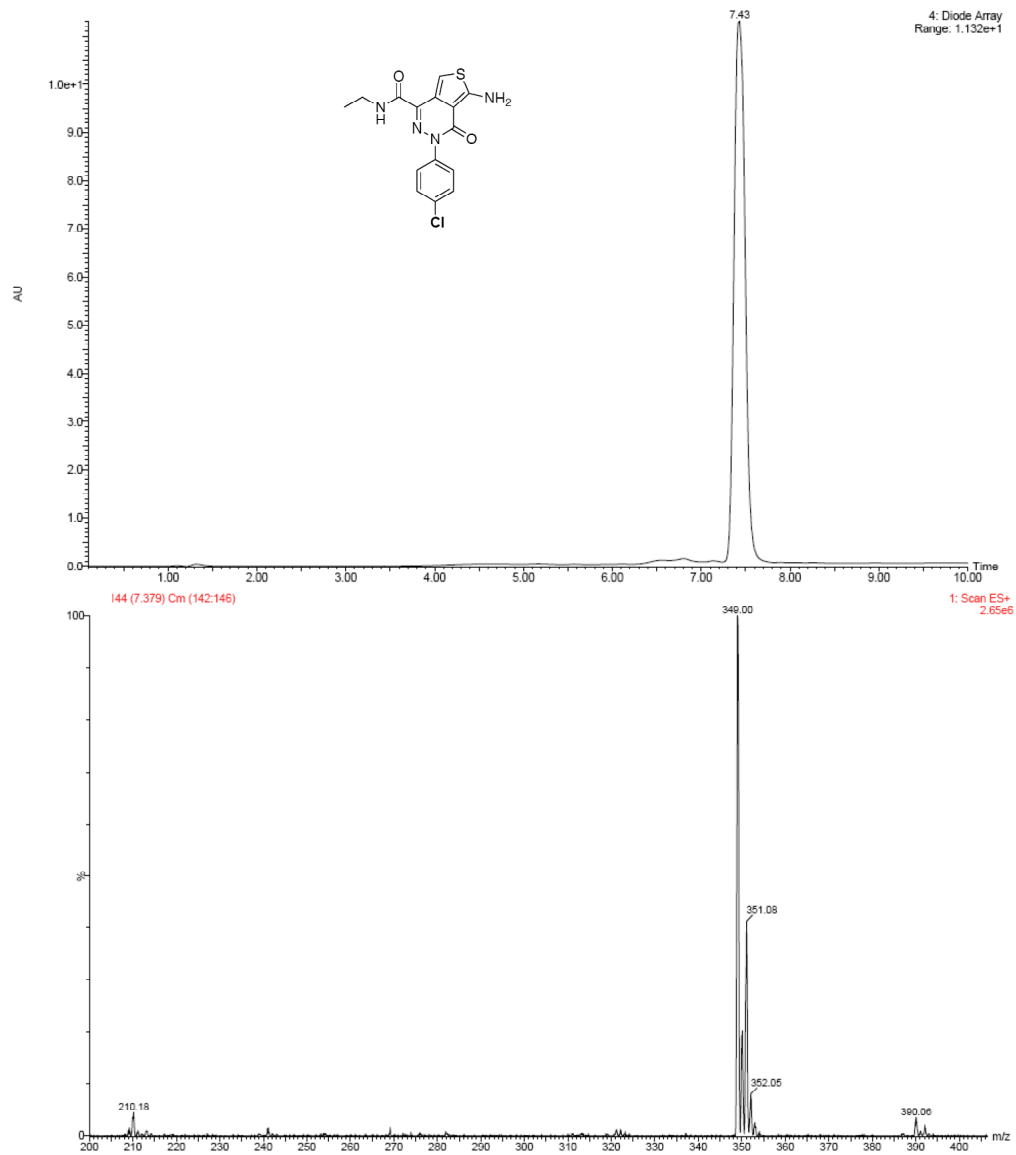 7.43
4: Diode Array
Range: 1.132e+1
1.0e+1
9.0
8.0
7.0
6.0
5.0
4.0
3.0
2.0
1.0
0.0
AU
O
S
NH2
N
H
N
N
O
Cl
1.00 2.00 3.00 4.00 5.00 6.00 7.00 8.00 9.00 10.00
Time
144 (7.379) Cm (142:146)
1: Scan ES+
2.65e6
100
%
0
349.00
351.08
352.05
210.18
390.06
200 210 220 230 240 250 260 270 280 290 300 310 320 330 340 350 360 370 380 390 400
m/z